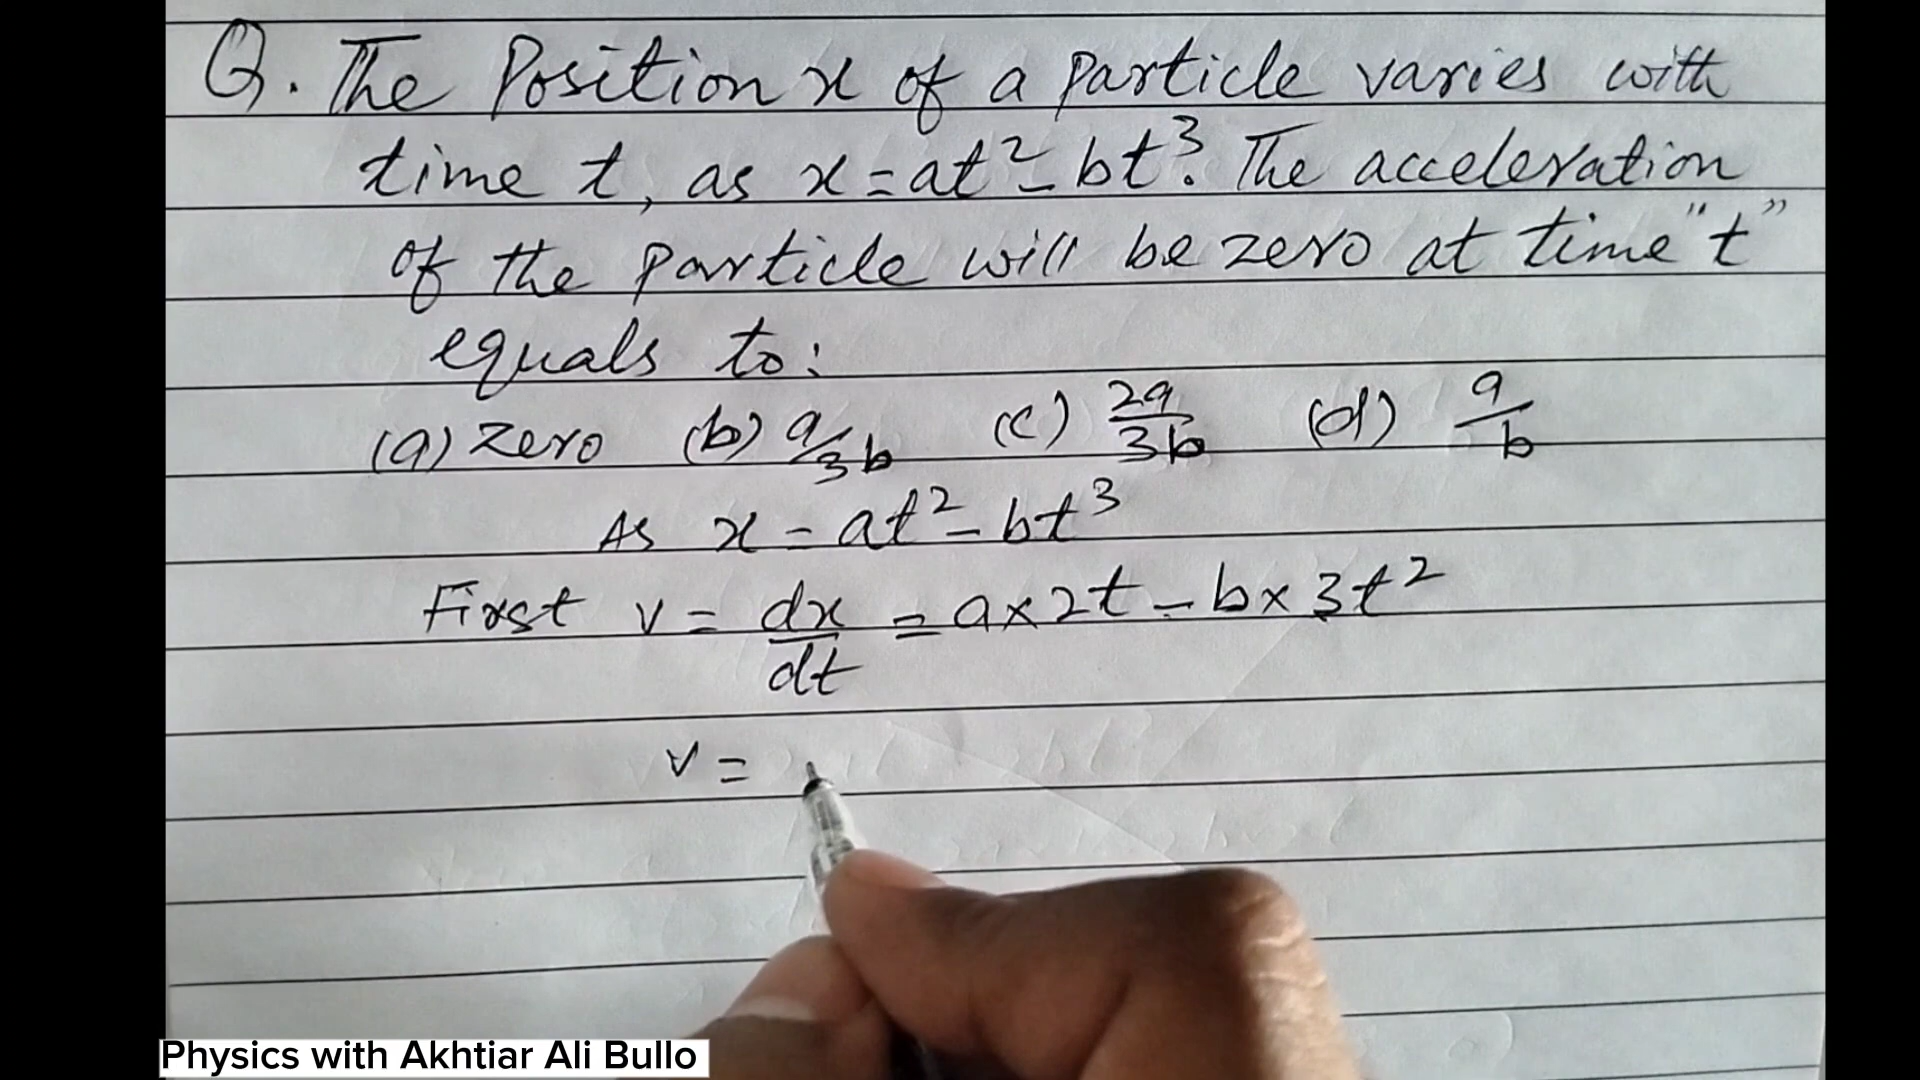 Q. The Position x of a particle varies with
time t, as x = at² - bt³. The acceleration
of the particle will be zero at time "t"
equals to:
(a) zero (b) a/3b (c) 2a/3b (d) a/b
As x = at² - bt³
First v = dx/dt = a×2t - b×3t²
v =
Physics with Akhtiar Ali Bullo